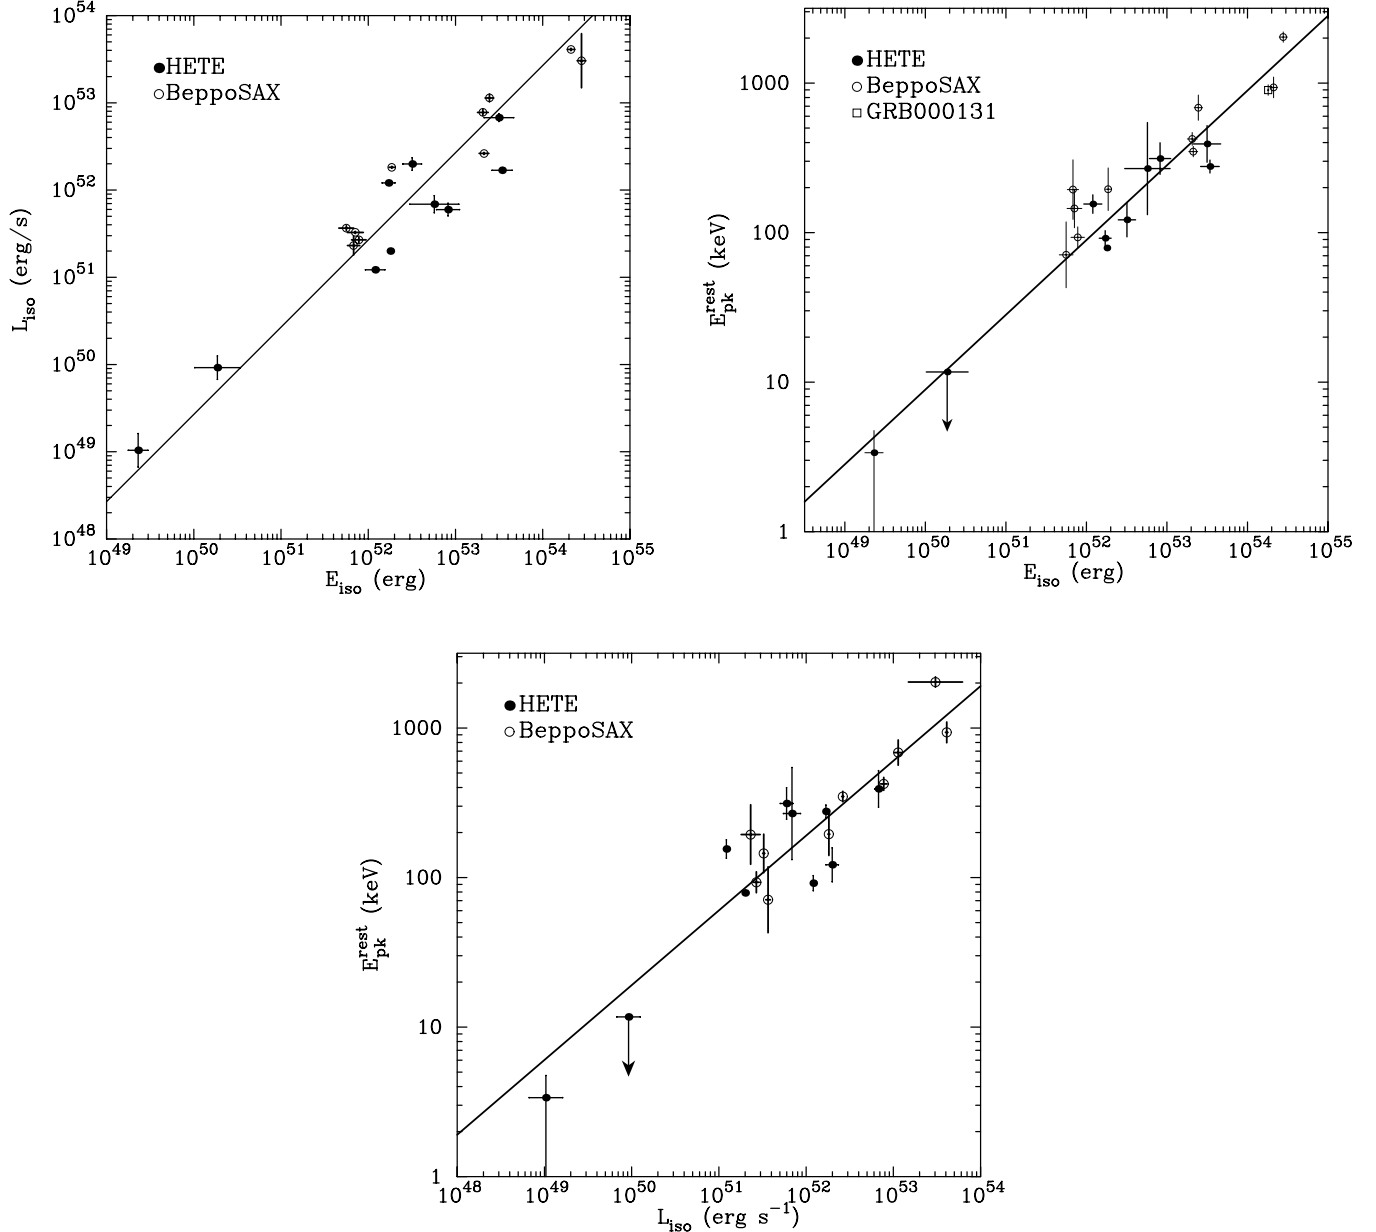 10^54
10^53
10^52
10^51
10^50
10^49
10^48
L_iso (erg/s)
HETE
BeppoSAX
10^49 10^50 10^51 10^52 10^53 10^54 10^55
E_iso (erg)
1000
100
10
1
E_pk^rest (keV)
HETE
BeppoSAX
GRB000131
10^49 10^50 10^51 10^52 10^53 10^54 10^55
E_iso (erg)
1000
100
10
1
E_pk^rest (keV)
HETE
BeppoSAX
10^48 10^49 10^50 10^51 10^52 10^53 10^54
L_iso (erg s^−1)